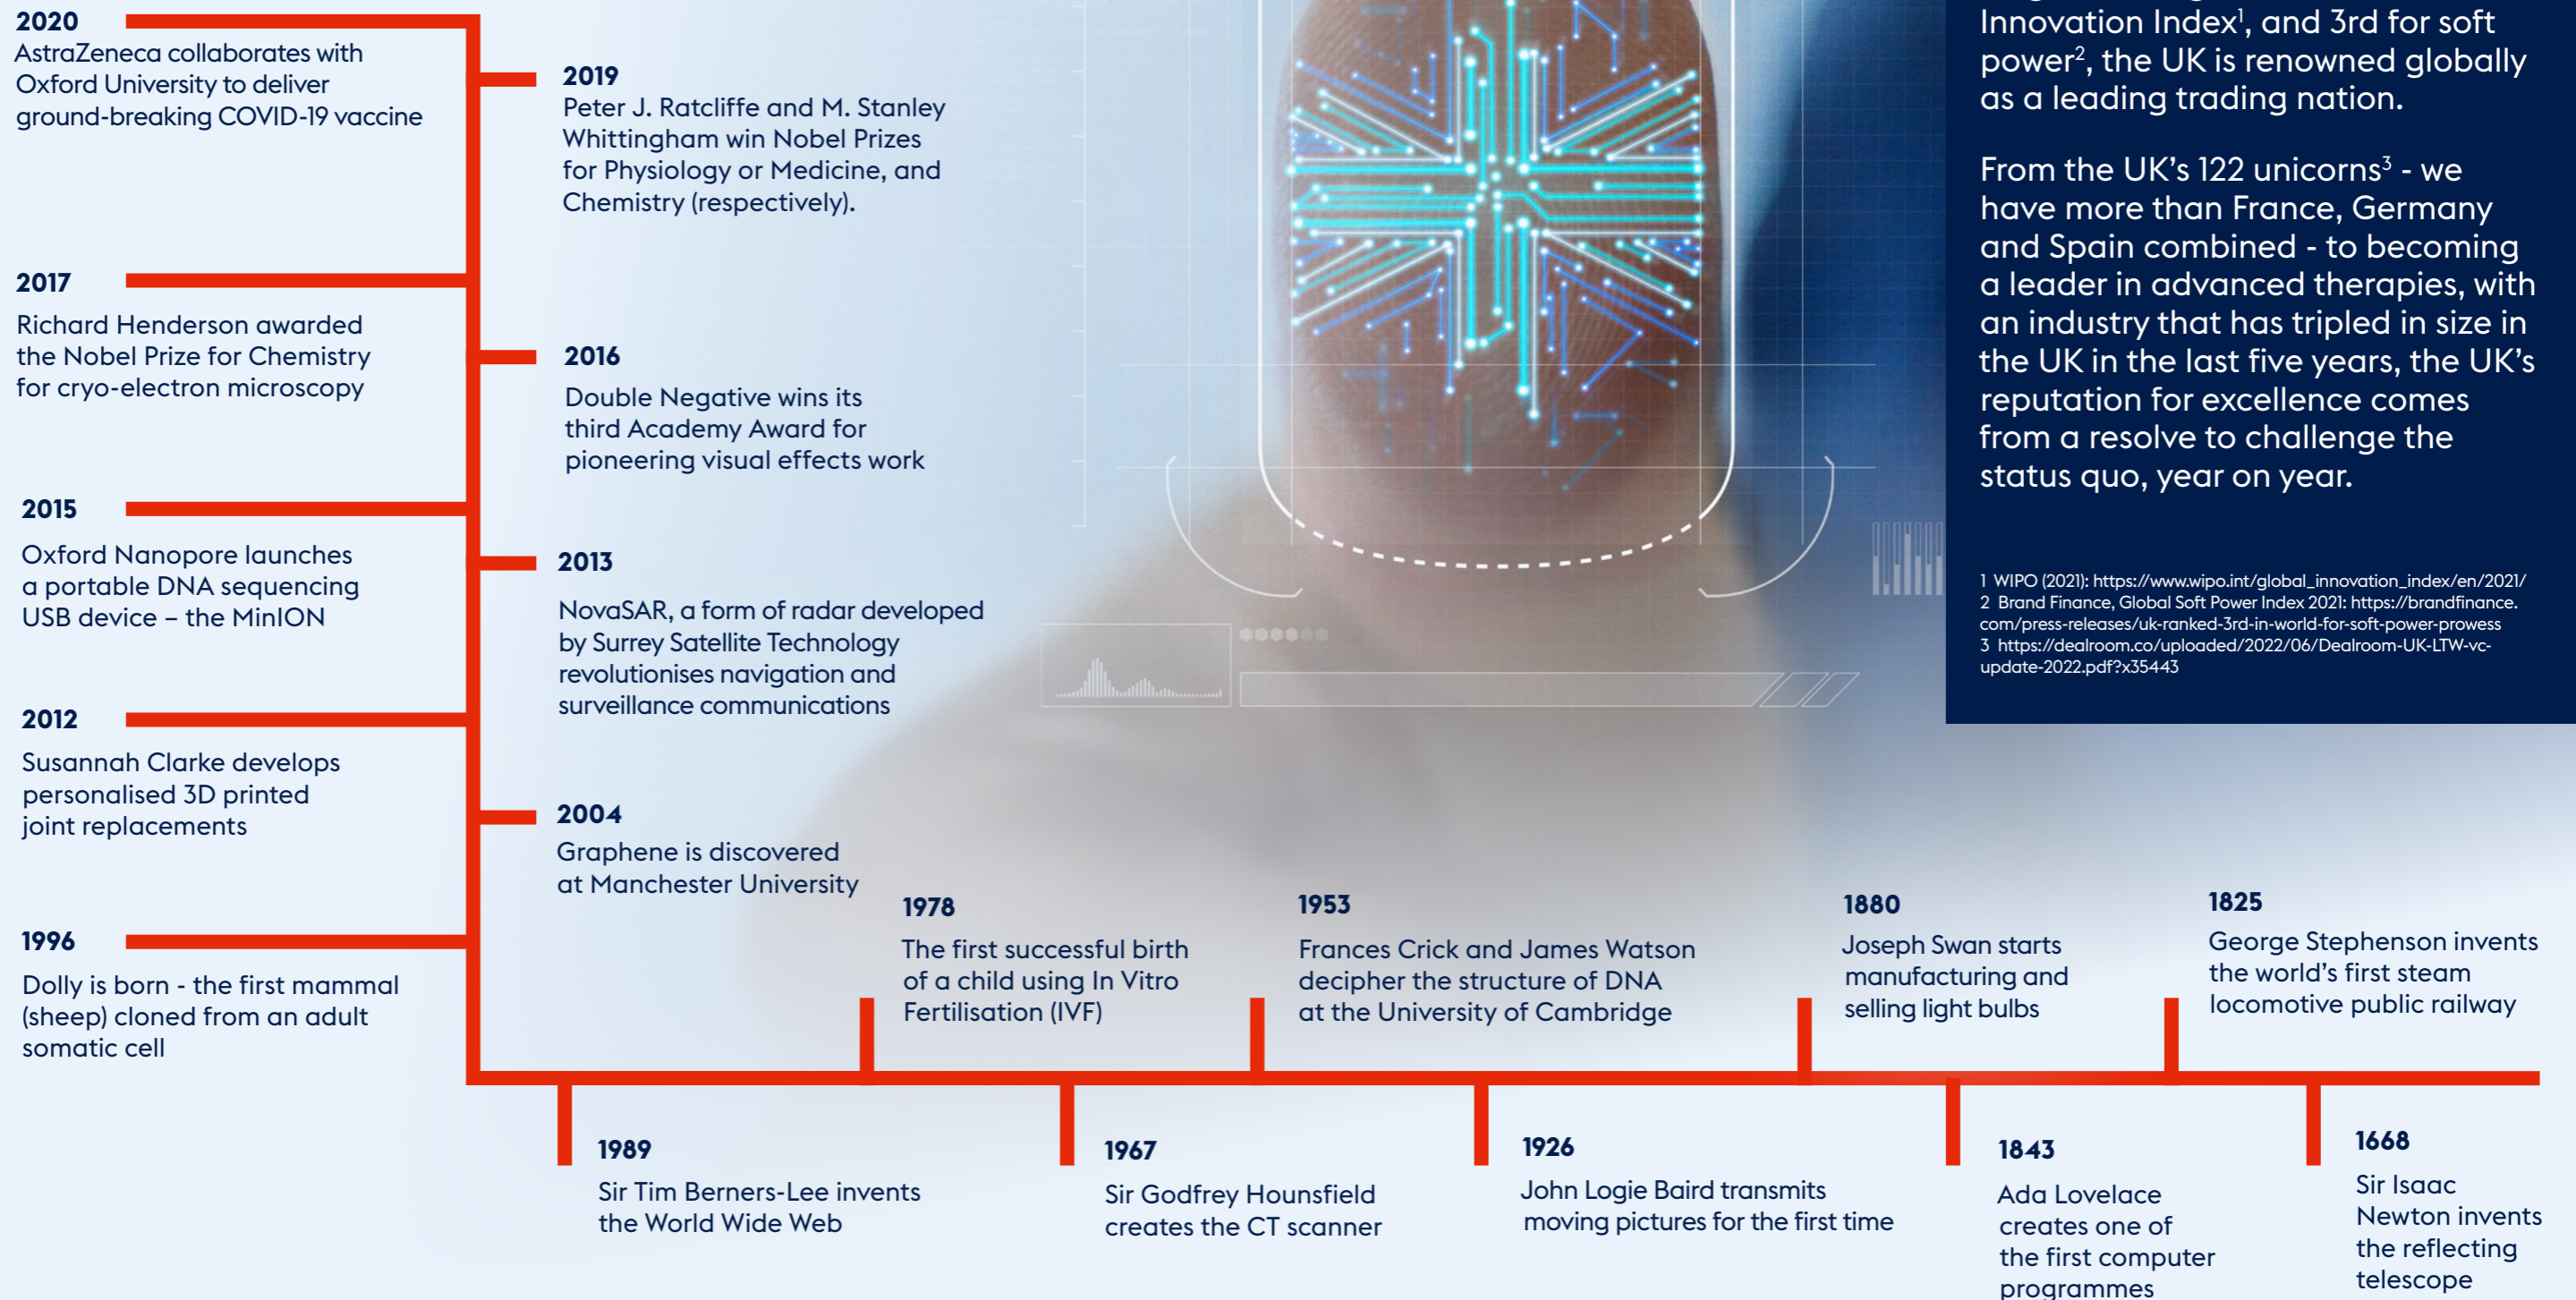 2020
AstraZeneca collaborates with
Oxford University to deliver
ground-breaking COVID-19 vaccine
2019
Peter J. Ratcliffe and M. Stanley
Whittingham win Nobel Prizes
for Physiology or Medicine, and
Chemistry (respectively).
2017
Richard Henderson awarded
the Nobel Prize for Chemistry
for cryo-electron microscopy
2016
Double Negative wins its
third Academy Award for
pioneering visual effects work
2015
Oxford Nanopore launches
a portable DNA sequencing
USB device – the MinION
2013
NovaSAR, a form of radar developed
by Surrey Satellite Technology
revolutionises navigation and
surveillance communications
2012
Susannah Clarke develops
personalised 3D printed
joint replacements
2004
Graphene is discovered
at Manchester University
1996
Dolly is born - the first mammal
(sheep) cloned from an adult
somatic cell
1989
Sir Tim Berners-Lee invents
the World Wide Web
1978
The first successful birth
of a child using In Vitro
Fertilisation (IVF)
1967
Sir Godfrey Hounsfield
creates the CT scanner
1953
Frances Crick and James Watson
decipher the structure of DNA
at the University of Cambridge
1926
John Logie Baird transmits
moving pictures for the first time
1880
Joseph Swan starts
manufacturing and
selling light bulbs
1843
Ada Lovelace
creates one of
the first computer
programmes
1825
George Stephenson invents
the world's first steam
locomotive public railway
1668
Sir Isaac
Newton invents
the reflecting
telescope
Innovation Index¹, and 3rd for soft
power², the UK is renowned globally
as a leading trading nation.
From the UK's 122 unicorns³ - we
have more than France, Germany
and Spain combined - to becoming
a leader in advanced therapies, with
an industry that has tripled in size in
the UK in the last five years, the UK's
reputation for excellence comes
from a resolve to challenge the
status quo, year on year.
1 WIPO (2021): https://www.wipo.int/global_innovation_index/en/2021/
2 Brand Finance, Global Soft Power Index 2021: https://brandfinance.
com/press-releases/uk-ranked-3rd-in-world-for-soft-power-prowess
3 https://dealroom.co/uploaded/2022/06/Dealroom-UK-LTW-vc-
update-2022.pdf?x35443